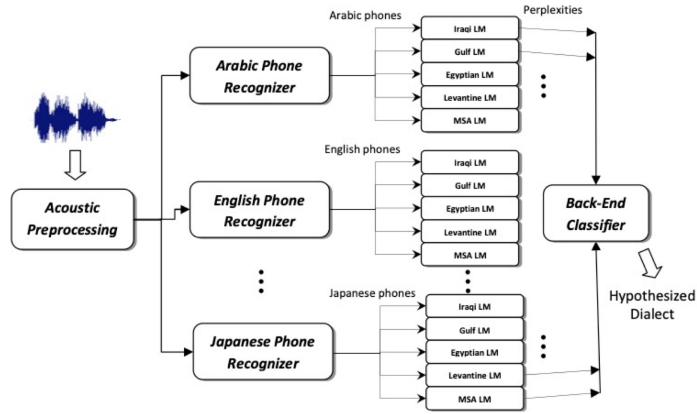 Arabic phones
Perplexities
Iraqi LM
Gulf LM
Egyptian LM
Levantine LM
MSA LM
Arabic Phone
Recognizer
English phones
Iraqi LM
Gulf LM
Egyptian LM
Levantine LM
MSA LM
Acoustic
Preprocessing
English Phone
Recognizer
Back-End
Classifier
Japanese phones
Iraqi LM
Gulf LM
Egyptian LM
Levantine LM
MSA LM
Japanese Phone
Recognizer
Hypothesized
Dialect